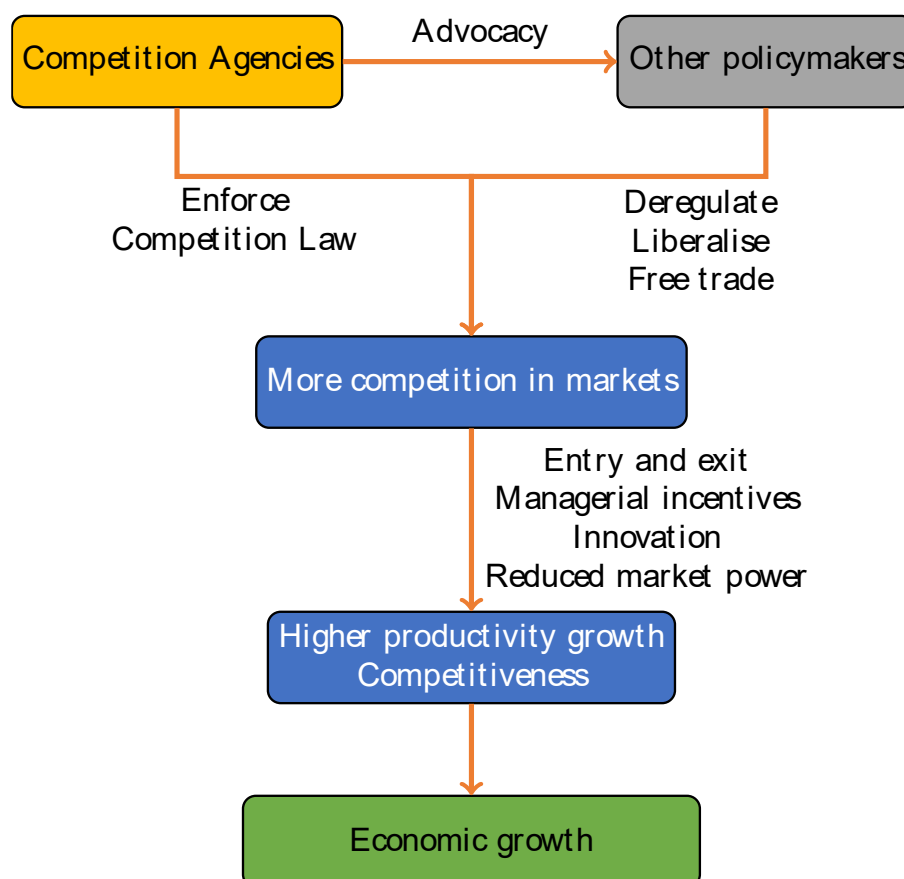 Advocacy
Competition Agencies
Other policymakers
Enforce
Competition Law
Deregulate
Liberalise
Free trade
More competition in markets
Entry and exit
Managerial incentives
Innovation
Reduced market power
Higher productivity growth
Competitiveness
Economic growth